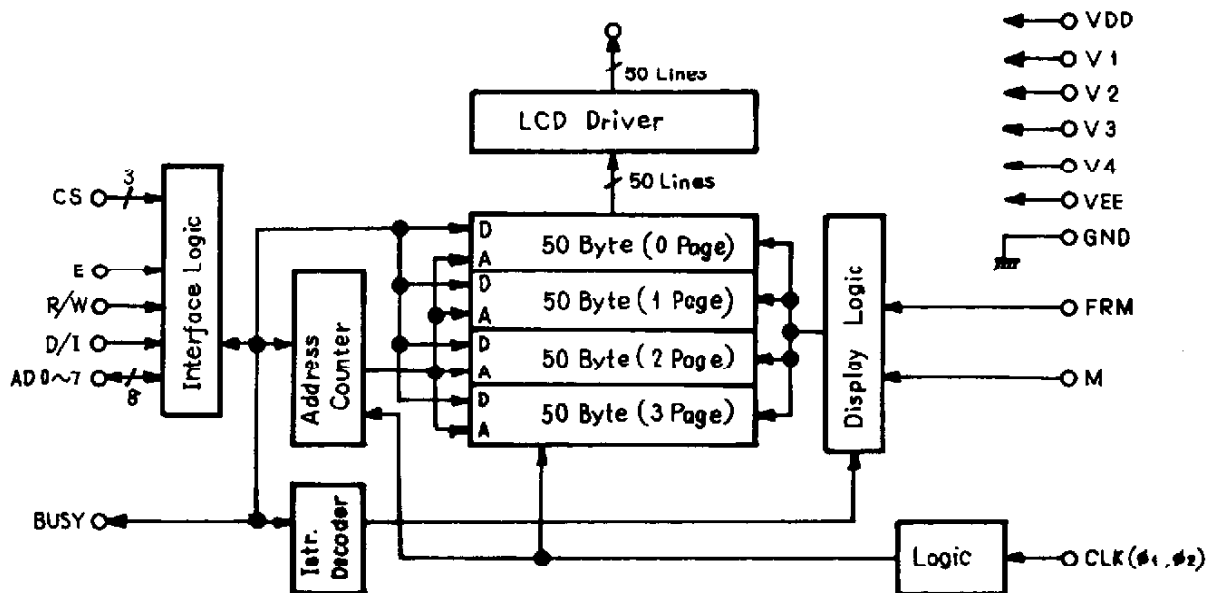 50 Lines
LCD Driver
50 Lines
VDD
V1
V2
V3
V4
VEE
GND
CS
3
E
R/W
D/I
AD 0~7
8
BUSY
Interface Logic
Address
Counter
Istr.
Decoder
D
A
50 Byte (0 Page)
D
A
50 Byte (1 Page)
D
A
50 Byte (2 Page)
D
A
50 Byte (3 Page)
Display Logic
FRM
M
Logic
CLK(ø1,ø2)